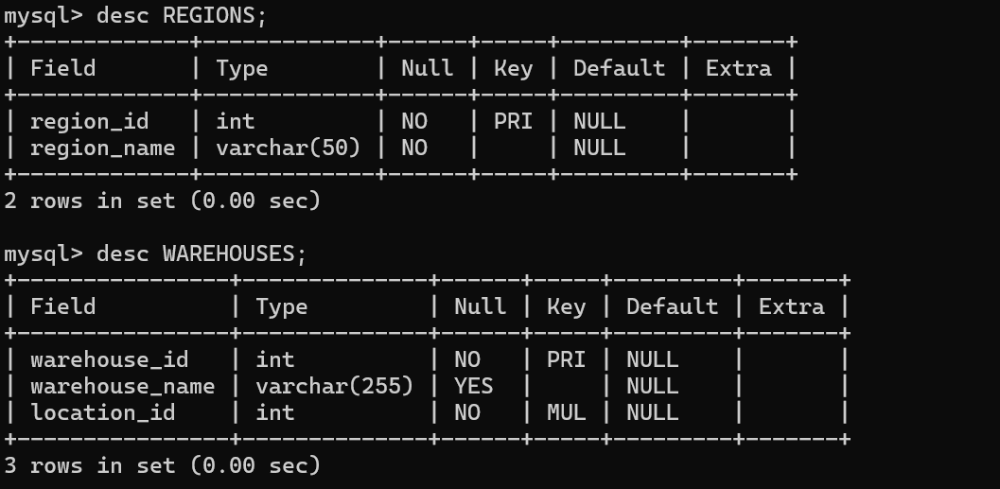 mysql> desc REGIONS;
+-------------+-------------+------+-----+---------+-------+
| Field       | Type        | Null | Key | Default | Extra |
+-------------+-------------+------+-----+---------+-------+
| region_id   | int         | NO   | PRI | NULL    |       |
| region_name | varchar(50) | NO   |     | NULL    |       |
+-------------+-------------+------+-----+---------+-------+
2 rows in set (0.00 sec)

mysql> desc WAREHOUSES;
+----------------+--------------+------+-----+---------+-------+
| Field          | Type         | Null | Key | Default | Extra |
+----------------+--------------+------+-----+---------+-------+
| warehouse_id   | int          | NO   | PRI | NULL    |       |
| warehouse_name | varchar(255) | YES  |     | NULL    |       |
| location_id    | int          | NO   | MUL | NULL    |       |
+----------------+--------------+------+-----+---------+-------+
3 rows in set (0.00 sec)